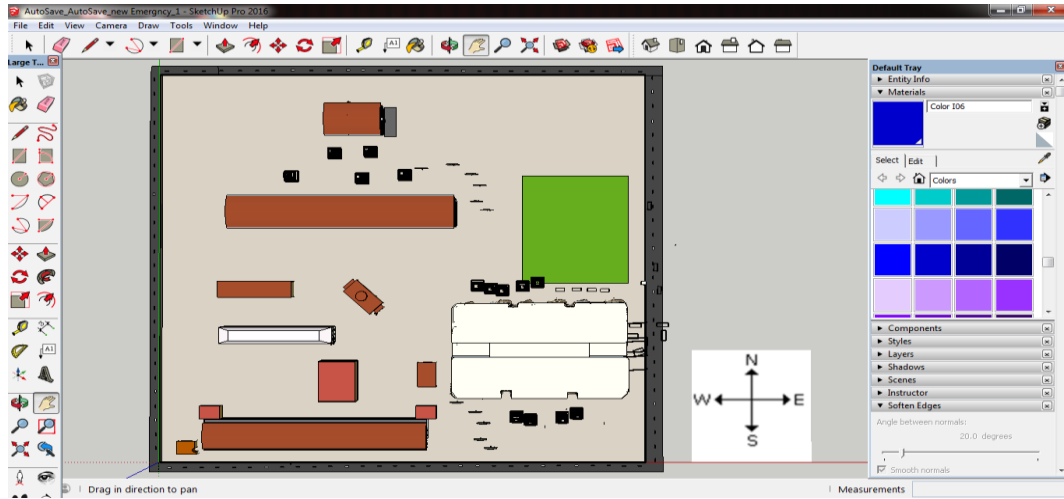 AutoSave_AutoSave_new Emergncy_1 - SketchUp Pro 2016
File Edit View Camera Draw Tools Window Help
Large T...
A1
A1
N
W E
S
Default Tray
Entity Info
Materials
Color I06
Select Edit
Colors
Components
Styles
Layers
Shadows
Scenes
Instructor
Soften Edges
Angle between normals:
20.0 degrees
Smooth normals
Drag in direction to pan
Measurements